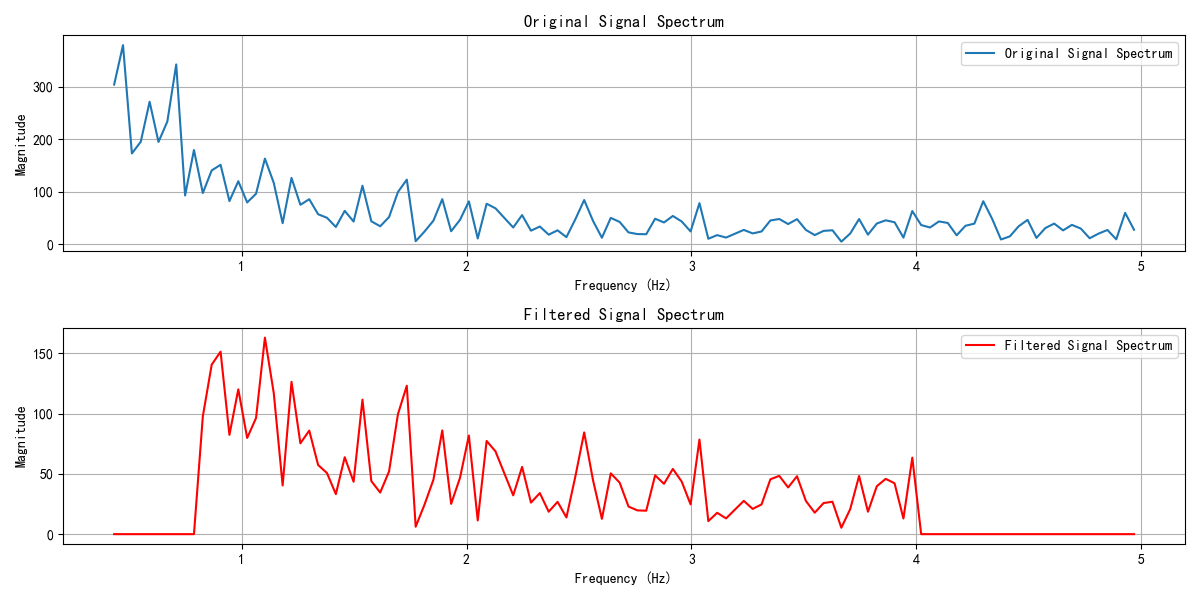 Original Signal Spectrum
Original Signal Spectrum
Magnitude
300
200
100
0
1 2 3 4 5
Frequency (Hz)
Filtered Signal Spectrum
Filtered Signal Spectrum
Magnitude
150
100
50
0
1 2 3 4 5
Frequency (Hz)